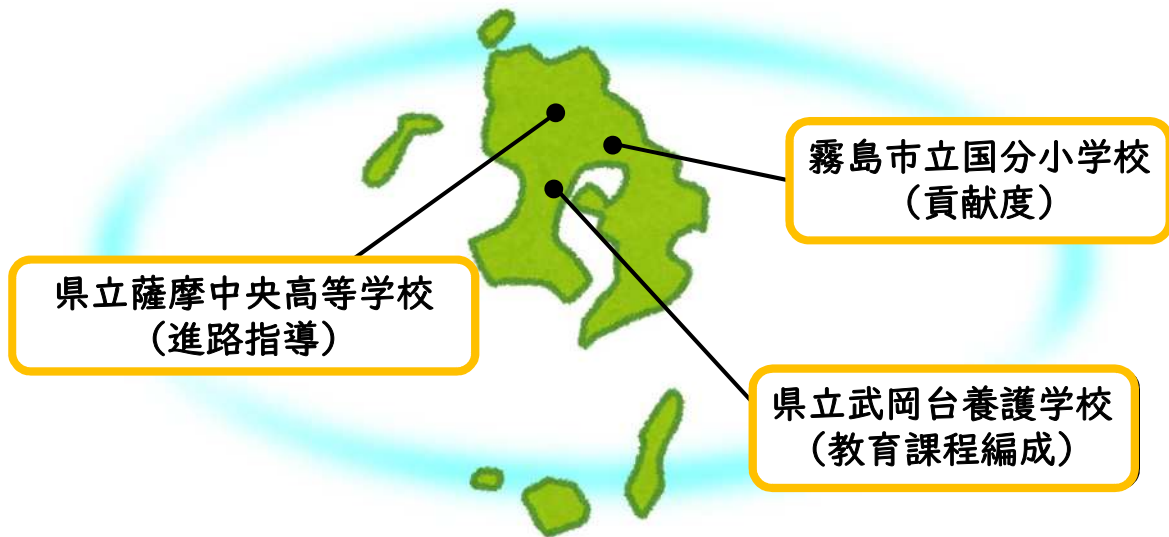 霧島市立国分小学校
（貢献度）
県立薩摩中央高等学校
（進路指導）
県立武岡台養護学校
（教育課程編成）